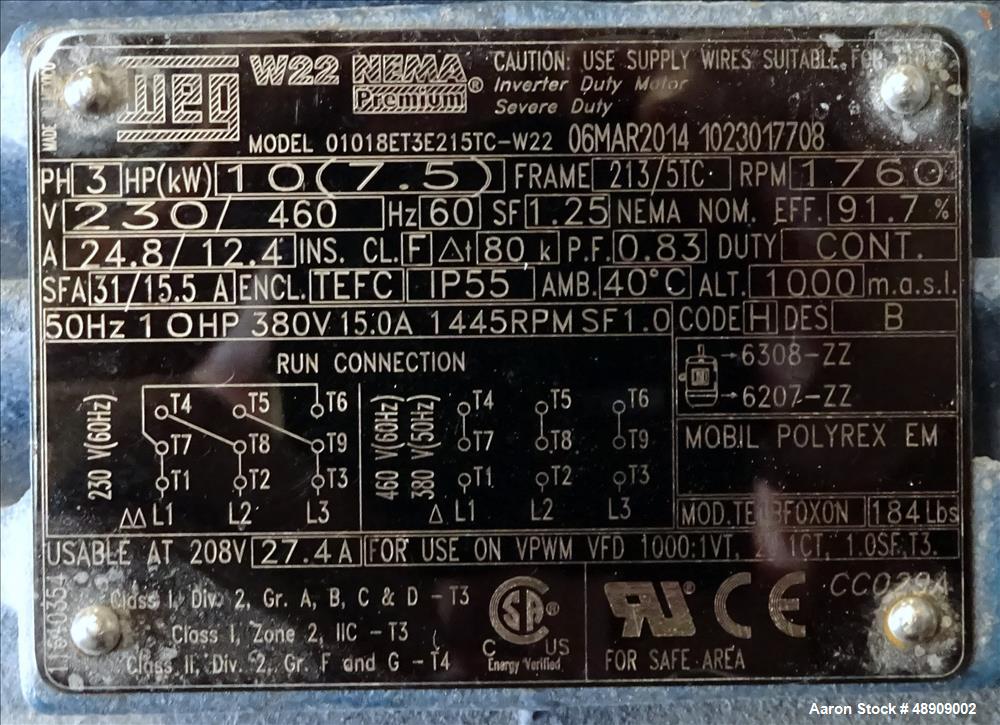 MADE IN
WEG W22 NEMA Premium®
CAUTION: USE SUPPLY WIRES SUITABLE FOR
Inverter Duty Motor
Severe Duty
MODEL 01018ET3E215TC-W22 06MAR2014 1023017708
PH 3 HP(kW) 10(7.5) FRAME 213/5TC RPM 1760
V 230/ 460 Hz 60 SF 1.25 NEMA NOM. EFF. 91.7 %
A 24.8/ 12.4 INS. CL. F Δt 80 k P.F. 0.83 DUTY CONT.
SFA 31/15.5 A ENCL. TEFC IP55 AMB. 40°C ALT. 1000 m.a.s.l.
50Hz 10HP 380V 15.0A 1445RPM SF1.0 CODE H DES B
RUN CONNECTION
230 V(60Hz)
T4 T5 T6
T7 T8 T9
T1 T2 T3
ΔΔ L1 L2 L3
460 V(60Hz)
380 V(50Hz)
T4 T5 T6
T7 T8 T9
T1 T2 T3
Δ L1 L2 L3
6308-ZZ
6207-ZZ
MOBIL POLYREX EM
184Lbs
USABLE AT 208V 27.4A FOR USE ON VPWM VFD 1000:1VT, 1.0SF,T3.
Class I, Div. 2, Gr. A, B, C & D - T3
Class I, Zone 2, IIC - T3
Class II, Div. 2, Gr. F and G - T4
SA®
C US
Energy Verified
RU CE
FOR SAFE AREA
CC029A
Aaron Stock # 48909002